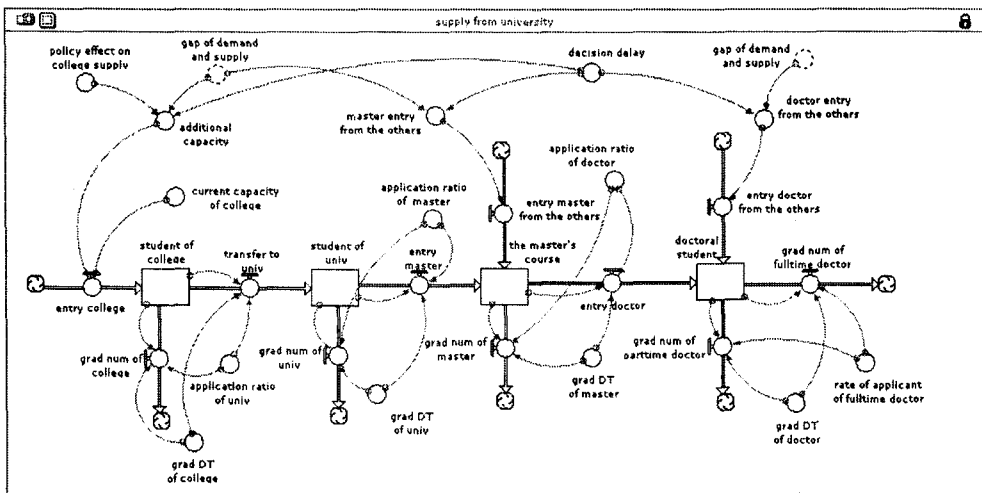 supply from university
policy effect on
college supply
gap of demand
and supply
decision delay
gap of demand
and supply
additional
capacity
master entry
from the others
doctor entry
from the others
application ratio
of doctor
current capacity
of college
application ratio
of master
entry master
from the others
entry doctor
from the others
student of
college
transfer to
univ
student of
univ
entry
master
the master's
course
doctoral
student
grad num of
fulltime doctor
entry college
entry doctor
grad num of
college
grad num of
univ
grad num of
master
grad num of
parttime doctor
application ratio
of univ
grad DT
of univ
grad DT
of master
rate of applicant
of fulltime doctor
grad DT
of doctor
grad DT
of college